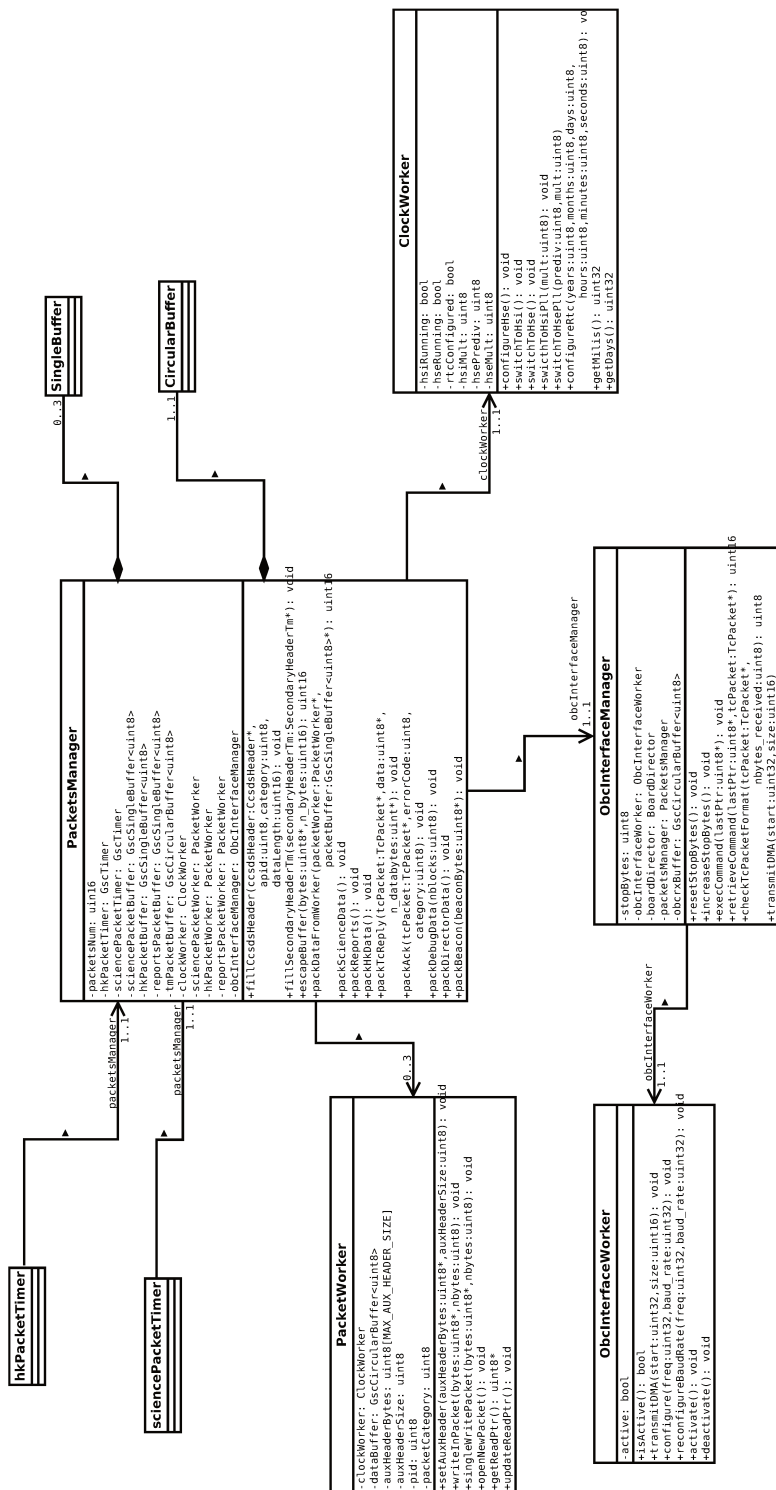 hkPacketTimer
sciencePacketTimer
packetsManager
1..1
packetsManager
1..1
SingleBuffer
0..3
CircularBuffer
1..1
PacketsManager
-packetsNum: uin16
-hkPacketTimer: GscTimer
-sciencePacketTimer: GscTimer
-sciencePacketBuffer: GscSingleBuffer<uint8>
-hkPacketBuffer: GscSingleBuffer<uint8>
-reportsPacketBuffer: GscSingleBuffer<uint8>
-tmPacketBuffer: GscCircularBuffer<uint8>
-clockWorker: ClockWorker
-sciencePacketWorker: PacketWorker
-hkPacketWorker: PacketWorker
-reportsPacketWorker: PacketWorker
-obcInterfaceManager: ObcInterfaceManager
+fillCcsdsHeader(ccsdsHeader:CcsdsHeader*,
apid:uint8,category:uint8,
dataLength:uint16): void
+fillSecondaryHeaderTm(secondaryHeaderTm:SecondaryHeaderTm*): void
+escapeBuffer(bytes:uint8*,n_bytes:uint16): uint16
+packDataFromWorker(packetWorker:PacketWorker*,
packetBuffer:GscSingleBuffer<uint8>*): uint16
+packScienceData(): void
+packReports(): void
+packHkData(): void
+packTcReply(tcPacket:TcPacket*,data:uint8*,
n_databytes:uint*): void
+packAck(tcPacket:TcPacket*,errorCode:uint8,
category:uint8): void
+packDebugData(nblocks:uint8): void
+packDirectorData(): void
+packBeacon(beaconBytes:uint8*): void
clockWorker
1..1
ClockWorker
-hsiRunning: bool
-hseRunning: bool
-rtcConfigured: bool
-hsiMult: uint8
-hsePrediv: uint8
-hseMult: uint8
+configureHse(): void
+switchToHsi(): void
+switchToHse(): void
+swicthToHsiPll(mult:uint8): void
+switchToHsePll(prediv:uint8,mult:uint8)
+configureRtc(years:uint8,months:uint8,days:uint8,
hours:uint8,minutes:uint8,seconds:uint8): vo
+getMilis(): uint32
+getDays(): uint32
0..3
PacketWorker
-clockWorker: ClockWorker
-dataBuffer: GscCircularBuffer<uint8>
-auxHeaderBytes: uint8[MAX_AUX_HEADER_SIZE]
-auxHeaderSize: uint8
-pid: uint8
-packetCategory: uint8
+setAuxHeader(auxHeaderBytes:uint8*,auxHeaderSize:uint8): void
+writeInPacket(bytes:uint8*,nbytes:uint8): void
+singleWritePacket(bytes:uint8*,nbytes:uint8): void
+openNewPacket(): void
+getReadPtr(): uint8*
+updateReadPtr(): void
obcInterfaceManager
1..1
ObcInterfaceManager
-stopBytes: uint8
-obcInterfaceWorker: ObcInterfaceWorker
-boardDirector: BoardDirector
-packetsManager: PacketsManager
-obcrxBuffer: GscCircularBuffer<uint8>
+resetStopBytes(): void
+increaseStopBytes(): void
+execCommand(lastPtr:uint8*): void
+retrieveCommand(lastPtr:uint8*,tcPacket:TcPacket*): uint16
+checkTcPacketFormat(tcPacket:TcPacket*,
nbytes_received:uint8): uint8
+transmitDMA(start:uint32,size:uint16)
obcInterfaceWorker
1..1
ObcInterfaceWorker
-active: bool
+isActive(): bool
+transmitDMA(start:uint32,size:uint16): void
+configure(freq:uint32,baud_rate:uint32): void
+reconfigureBaudRate(freq:uint32,baud_rate:uint32): void
+activate(): void
+deactivate(): void